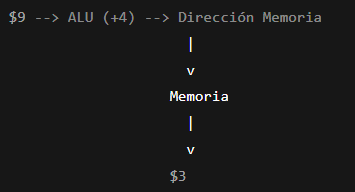 $9 --> ALU (+4) --> Dirección Memoria
|
v
Memoria
|
v
$3